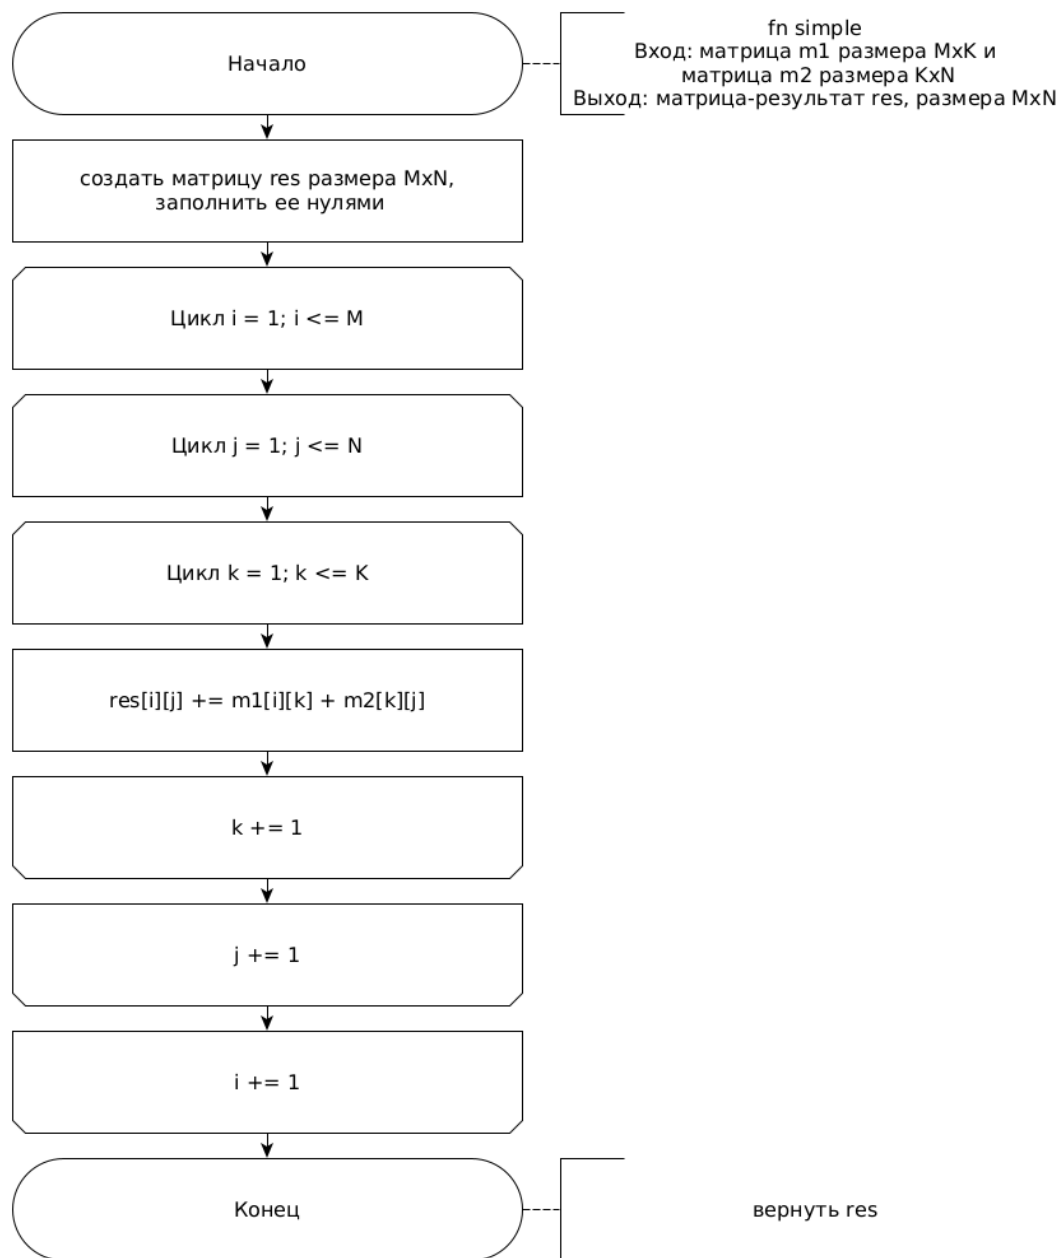 Начало
fn simple
Вход: матрица m1 размера MxK и
матрица m2 размера KxN
Выход: матрица-результат res, размера MxN
создать матрицу res размера MxN,
заполнить ее нулями
Цикл i = 1; i <= M
Цикл j = 1; j <= N
Цикл k = 1; k <= K
res[i][j] += m1[i][k] + m2[k][j]
k += 1
j += 1
i += 1
Конец
вернуть res